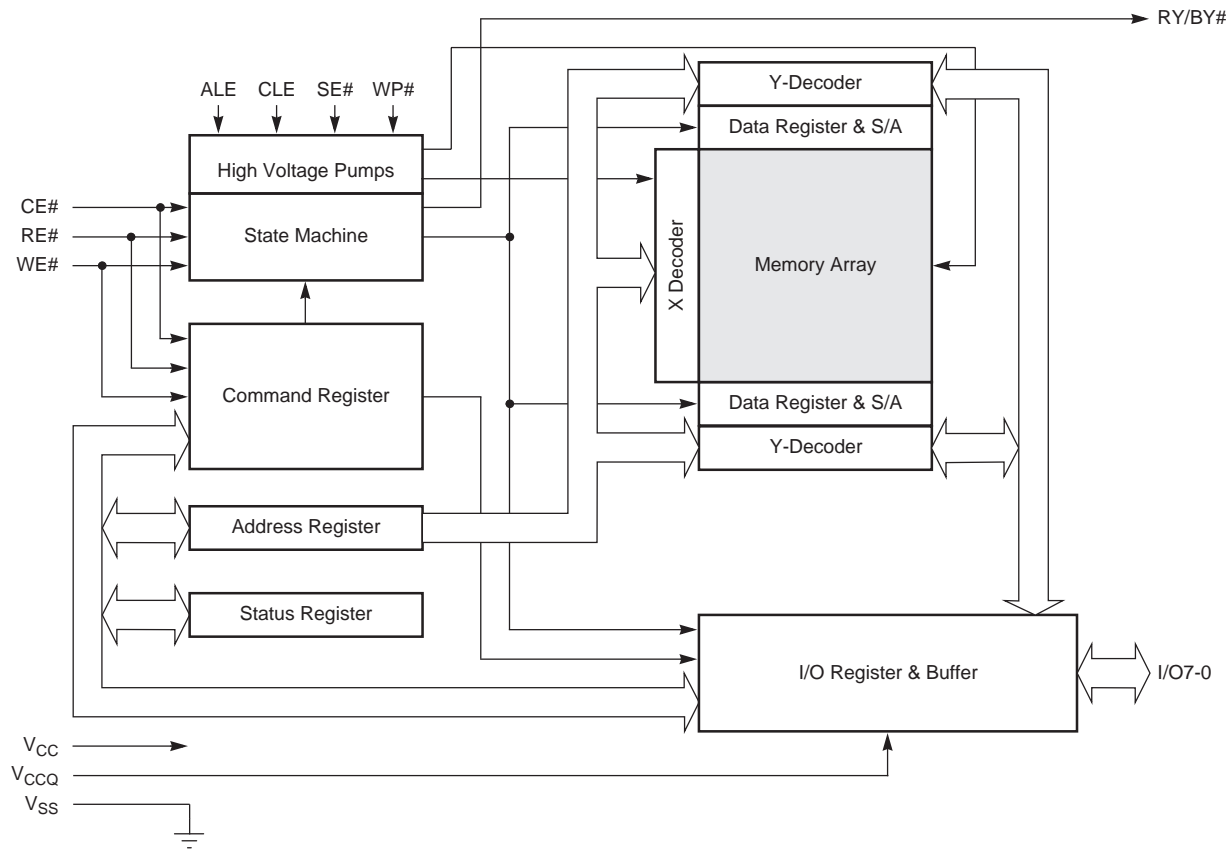 RY/BY#
ALE CLE SE# WP#
Y-Decoder
Data Register & S/A
High Voltage Pumps
CE#
RE#
WE#
State Machine
X Decoder
Memory Array
Command Register
Data Register & S/A
Y-Decoder
Address Register
Status Register
I/O Register & Buffer
I/O7-0
VCC
VCCQ
VSS